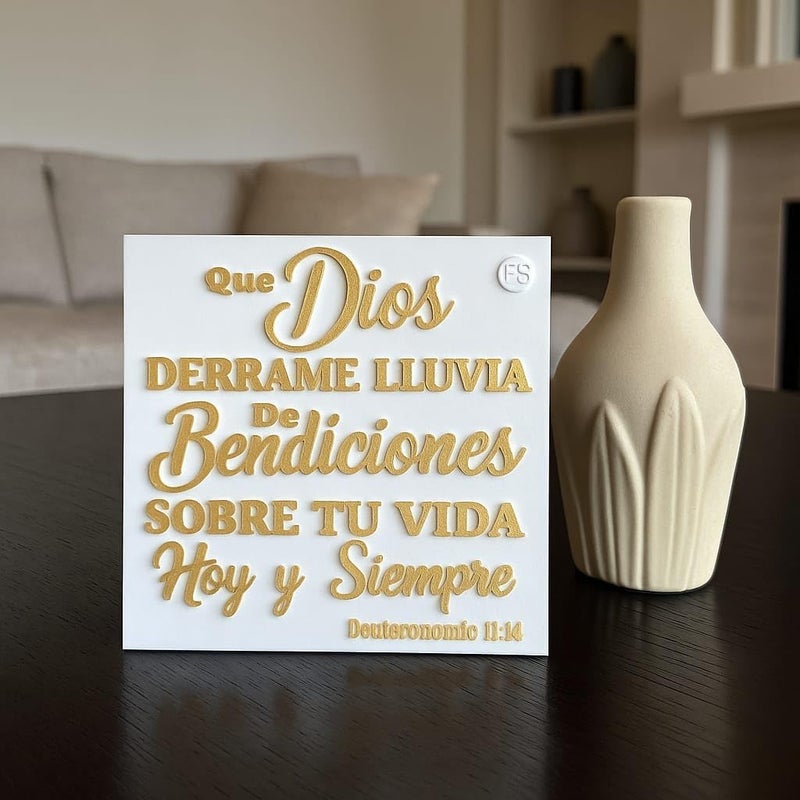 Que Dios
FS
DERRAME LLUVIA
De
Bendiciones
SOBRE TU VIDA
Hoy y Siempre
Deuteronomio 11:14